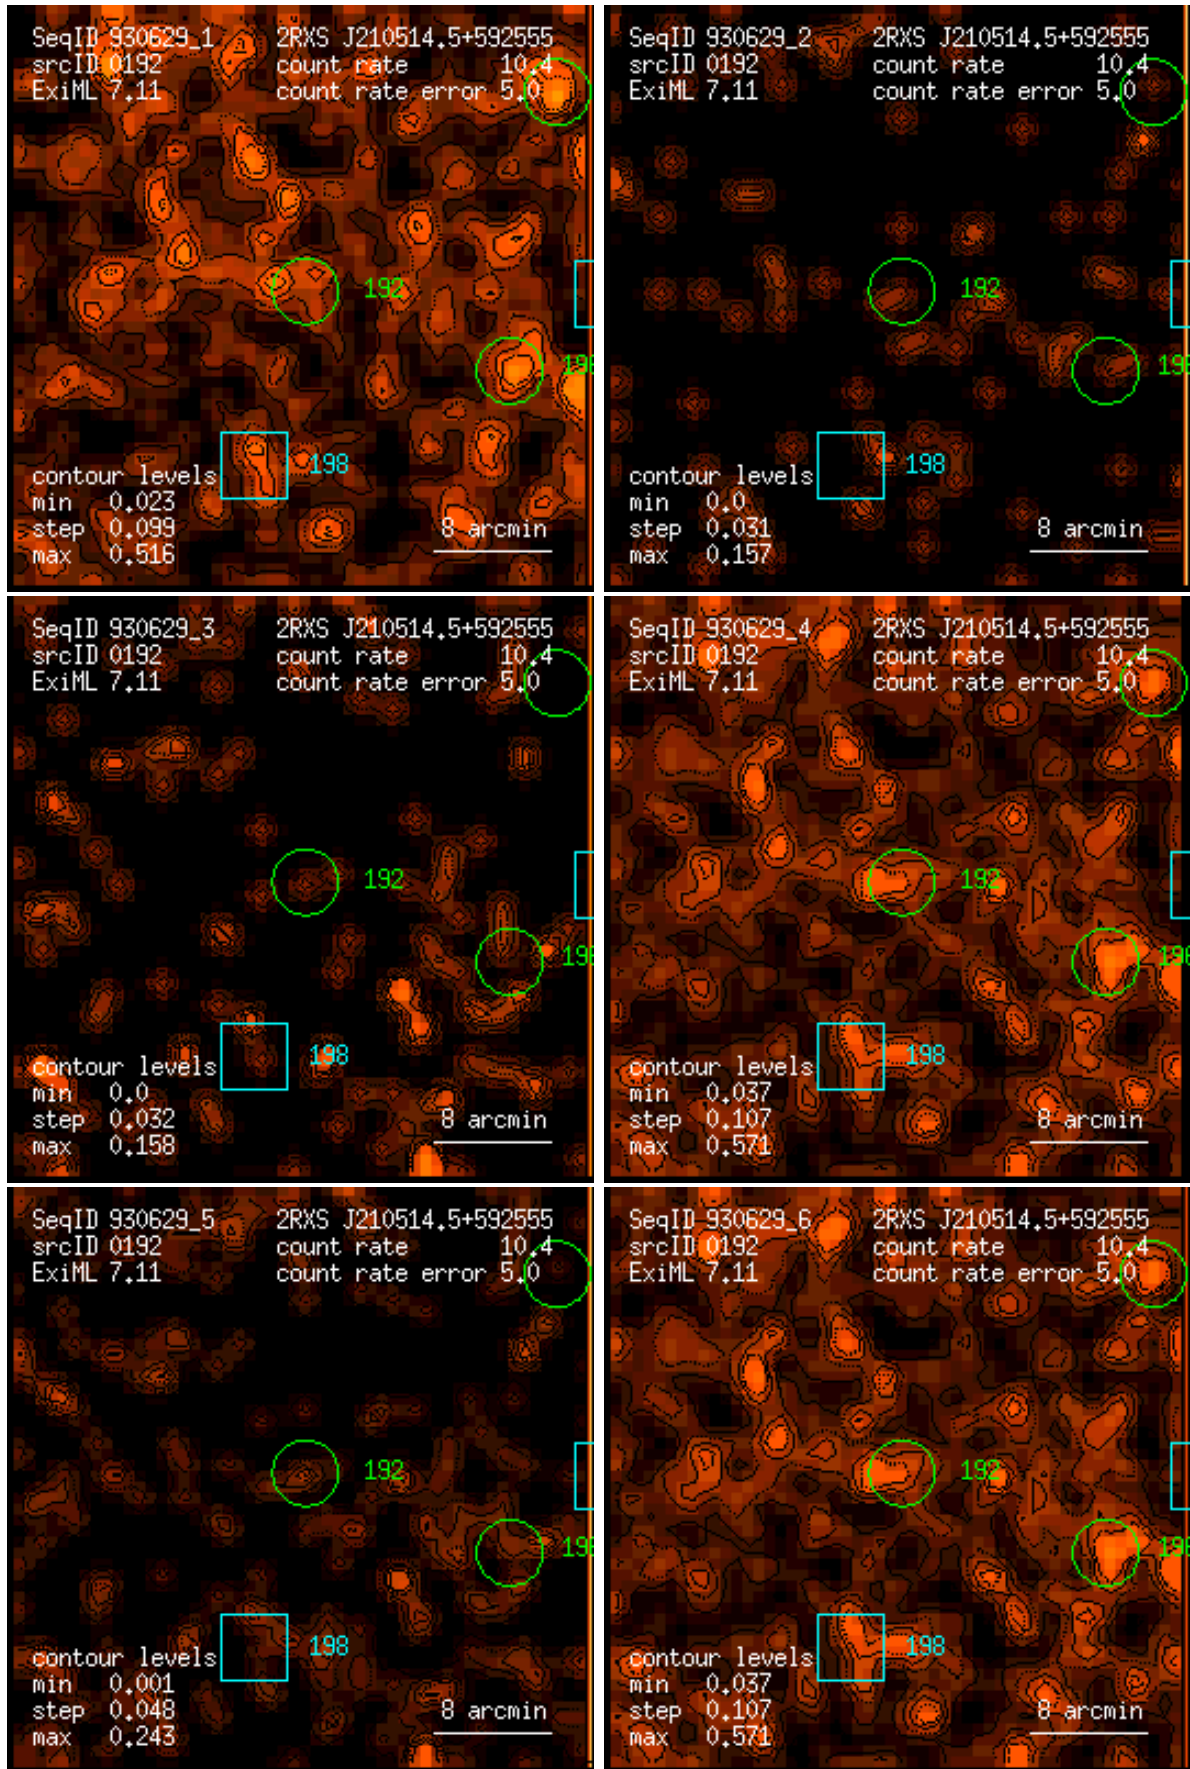 SeqID 930629_1 2RXS J210514.5+592555
srcID 0192 count rate 10.4
ExiML 7.11 count rate error 5.0
192
198
contour levels
min 0.023
step 0.099
max 0.516
8 arcmin
SeqID 930629_2 2RXS J210514.5+592555
srcID 0192 count rate 10.4
ExiML 7.11 count rate error 5.0
192
198
contour levels
min 0.0
step 0.031
max 0.157
8 arcmin
SeqID 930629_3 2RXS J210514.5+592555
srcID 0192 count rate 10.4
ExiML 7.11 count rate error 5.0
192
198
contour levels
min 0.0
step 0.032
max 0.158
8 arcmin
SeqID 930629_4 2RXS J210514.5+592555
srcID 0192 count rate 10.4
ExiML 7.11 count rate error 5.0
192
198
contour levels
min 0.037
step 0.107
max 0.571
8 arcmin
SeqID 930629_5 2RXS J210514.5+592555
srcID 0192 count rate 10.4
ExiML 7.11 count rate error 5.0
192
198
contour levels
min 0.001
step 0.048
max 0.243
8 arcmin
SeqID 930629_6 2RXS J210514.5+592555
srcID 0192 count rate 10.4
ExiML 7.11 count rate error 5.0
192
198
contour levels
min 0.037
step 0.107
max 0.571
8 arcmin